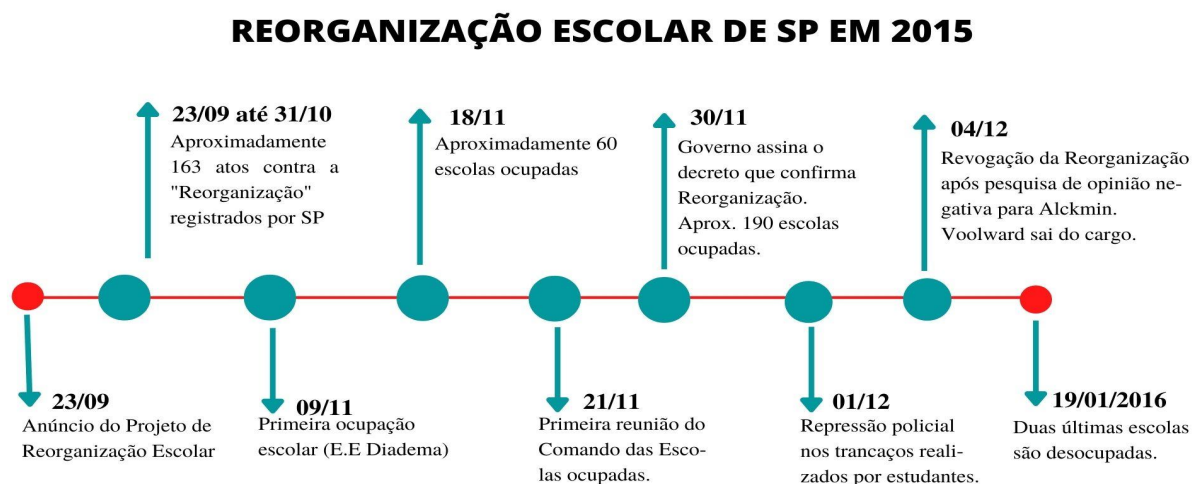 REORGANIZAÇÃO ESCOLAR DE SP EM 2015
23/09 até 31/10
Aproximadamente
163 atos contra a
"Reorganização"
registrados por SP
18/11
Aproximadamente 60
escolas ocupadas
30/11
Governo assina o
decreto que confirma
Reorganização.
Aprox. 190 escolas
ocupadas.
04/12
Revogação da Reorganização
após pesquisa de opinião ne-
gativa para Alckmin.
Voolward sai do cargo.
23/09
Anúncio do Projeto de
Reorganização Escolar
09/11
Primeira ocupação
escolar (E.E Diadema)
21/11
Primeira reunião do
Comando das Esco-
las ocupadas.
01/12
Repressão policial
nos trancaços reali-
zados por estudantes.
19/01/2016
Duas últimas escolas
são desocupadas.